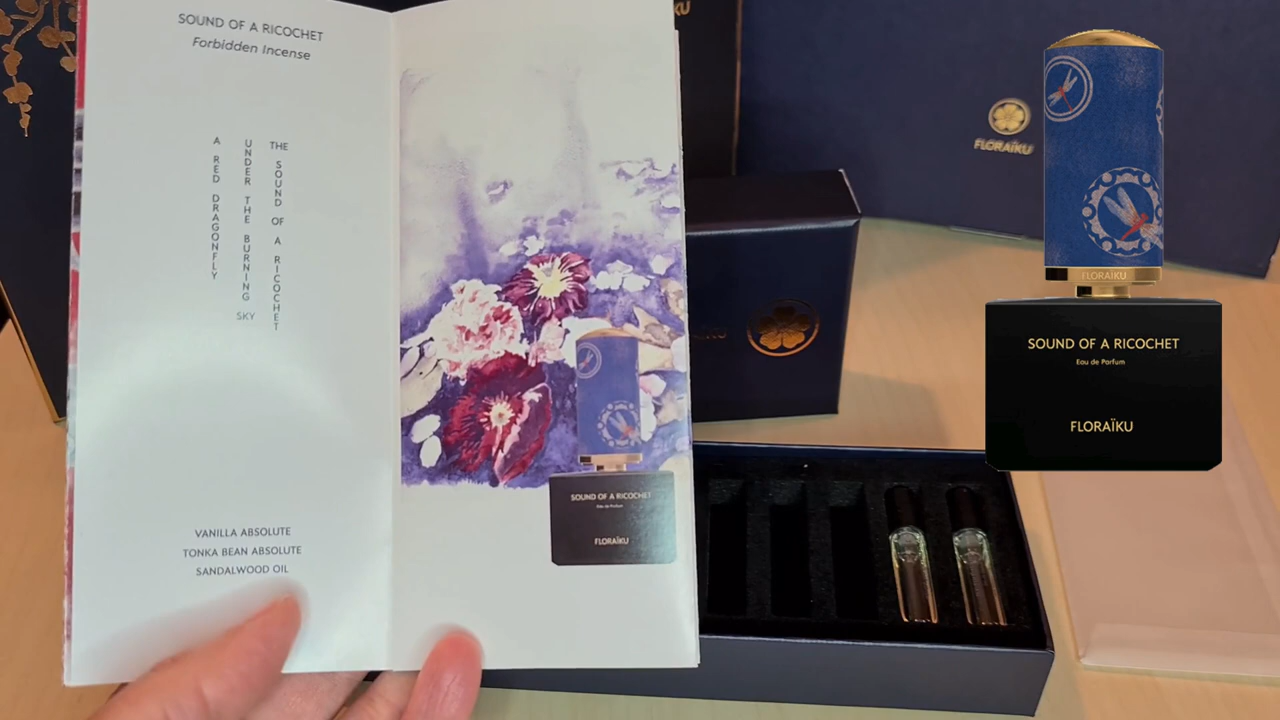 SOUND OF A RICOCHET
Forbidden Incense
THE SOUND OF A RICOCHET
UNDER THE BURNING SKY
A RED DRAGONFLY
VANILLA ABSOLUTE
TONKA BEAN ABSOLUTE
SANDALWOOD OIL
SOUND OF A RICOCHET
Eau de Parfum
FLORAÏKU
FLORAÏKU
FLORAÏKU
SOUND OF A RICOCHET
Eau de Parfum
FLORAÏKU